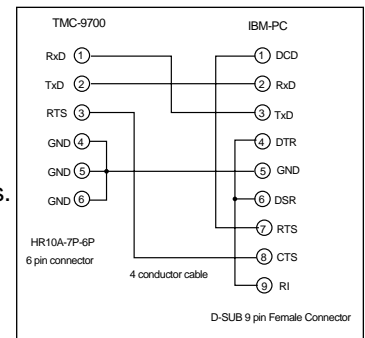 TMC-9700 IBM-PC
RxD 1 1 DCD
TxD 2 2 RxD
RTS 3 3 TxD
GND 4 4 DTR
GND 5 5 GND
s.
GND 6 6 DSR
7 RTS
HR10A-7P-6P
6 pin connector
8 CTS
4 conductor cable
9 RI
D-SUB 9 pin Female Connector